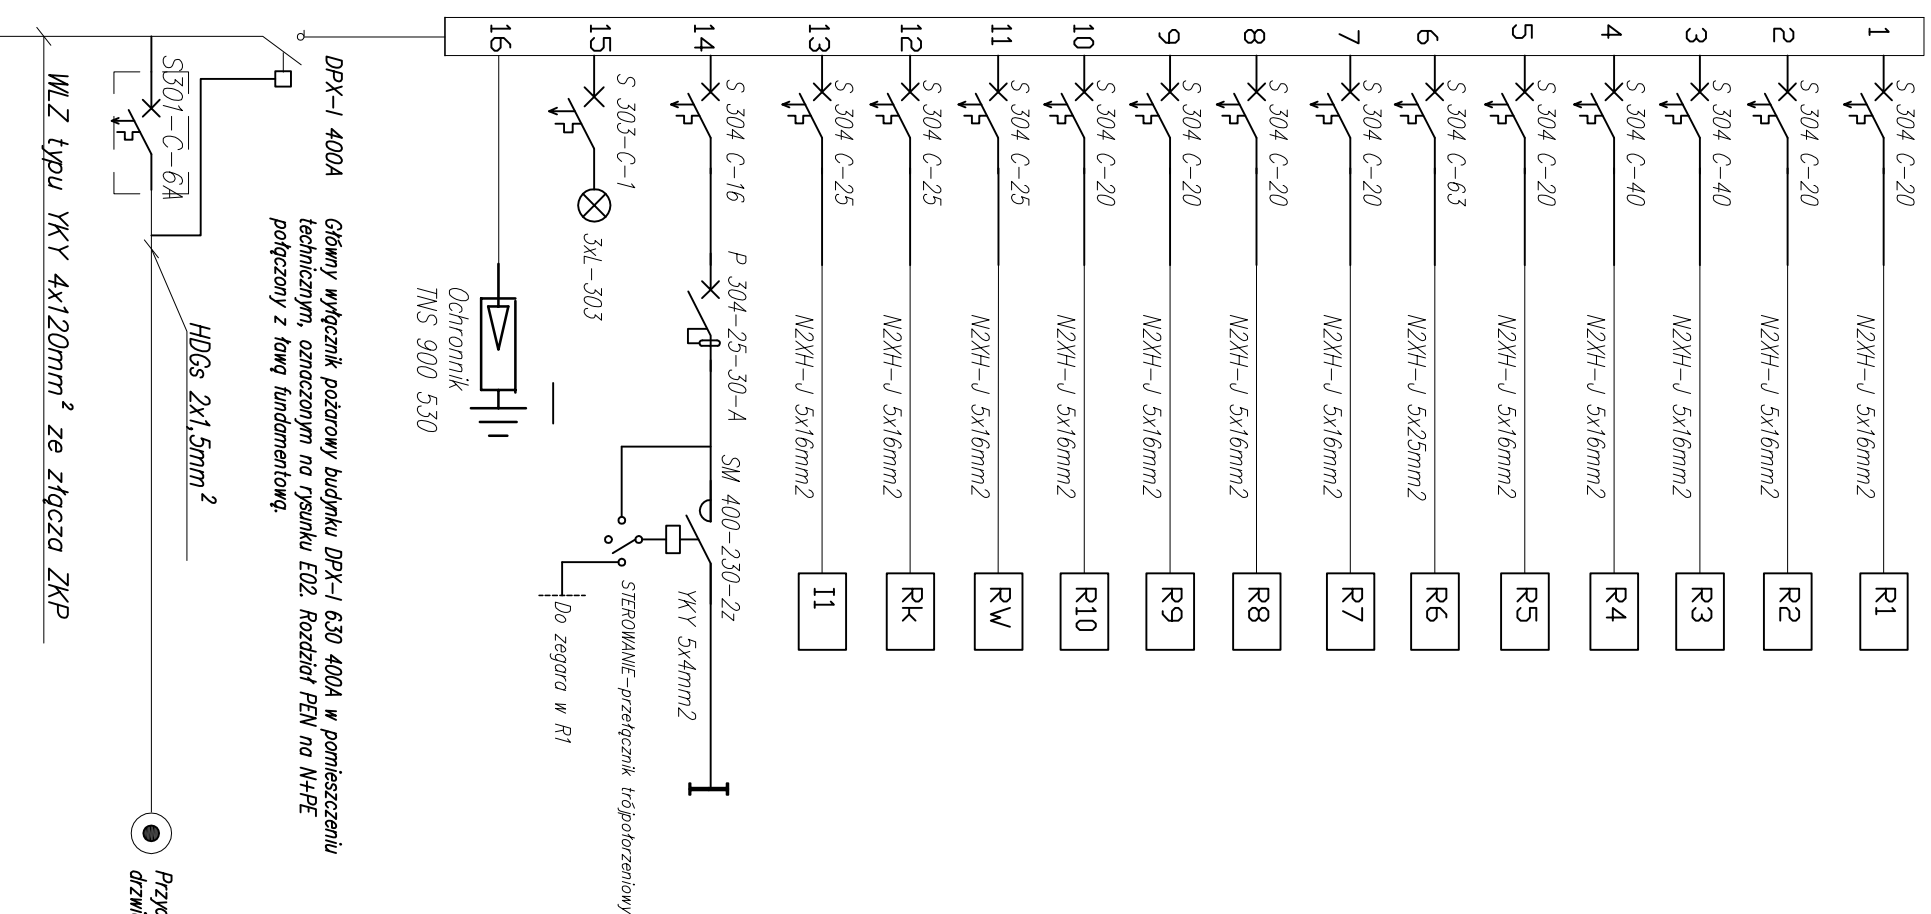 1
S 304 C-20
N2XH-J 5x16mm2
R1
2
S 304 C-20
N2XH-J 5x16mm2
R2
3
S 304 C-40
N2XH-J 5x16mm2
R3
4
S 304 C-40
N2XH-J 5x16mm2
R4
5
S 304 C-20
N2XH-J 5x16mm2
R5
6
S 304 C-63
N2XH-J 5x25mm2
R6
7
S 304 C-20
N2XH-J 5x16mm2
R7
8
S 304 C-20
N2XH-J 5x16mm2
R8
9
S 304 C-20
N2XH-J 5x16mm2
R9
10
S 304 C-20
N2XH-J 5x16mm2
R10
11
S 304 C-25
N2XH-J 5x16mm2
RW
12
S 304 C-25
N2XH-J 5x16mm2
Rk
13
S 304 C-25
N2XH-J 5x16mm2
I1
14
S 304 C-16
P 304-25-30-A
SM 400-230-2z
YKY 5x4mm2
STEROWANIE-przełącznik trójpołorzeniowy
Do zegara w R1
15
S 303-C-1
3xL-303
16
Ochronnik
TNS 900 530
DPX-I 400A
Główny wyłącznik pożarowy budynku DPX-I 630 400A w pomieszczeniu
technicznym, oznaczonym na rysunku E02. Rozdział PEN na N+PE
połączony z ławą fundamentową.
S301-C-6A
HDGs 2x1,5mm²
WLZ typu YKY 4x120mm² ze złącza ZKP